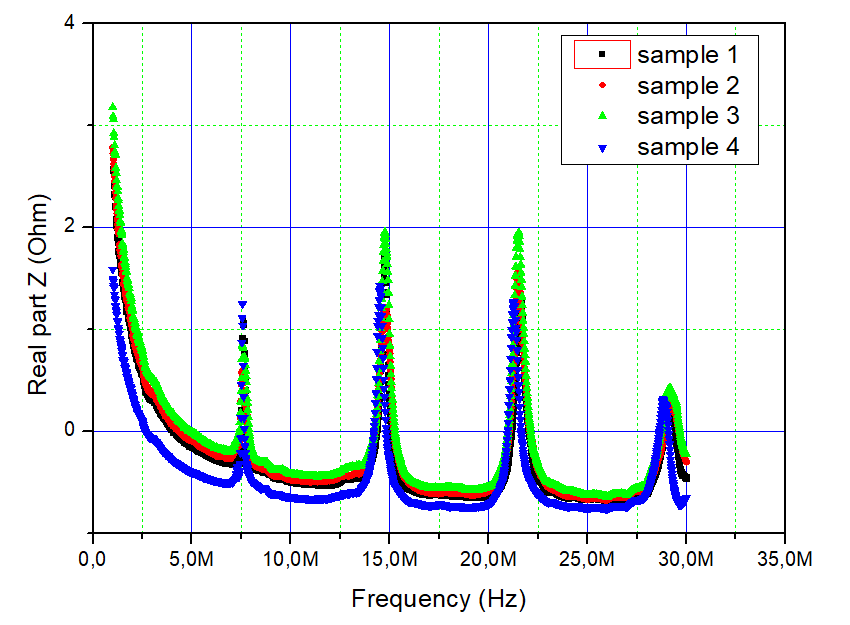 sample 1
sample 2
sample 3
sample 4
4
2
0
Real part Z (Ohm)
0,0 5,0M 10,0M 15,0M 20,0M 25,0M 30,0M 35,0M
Frequency (Hz)